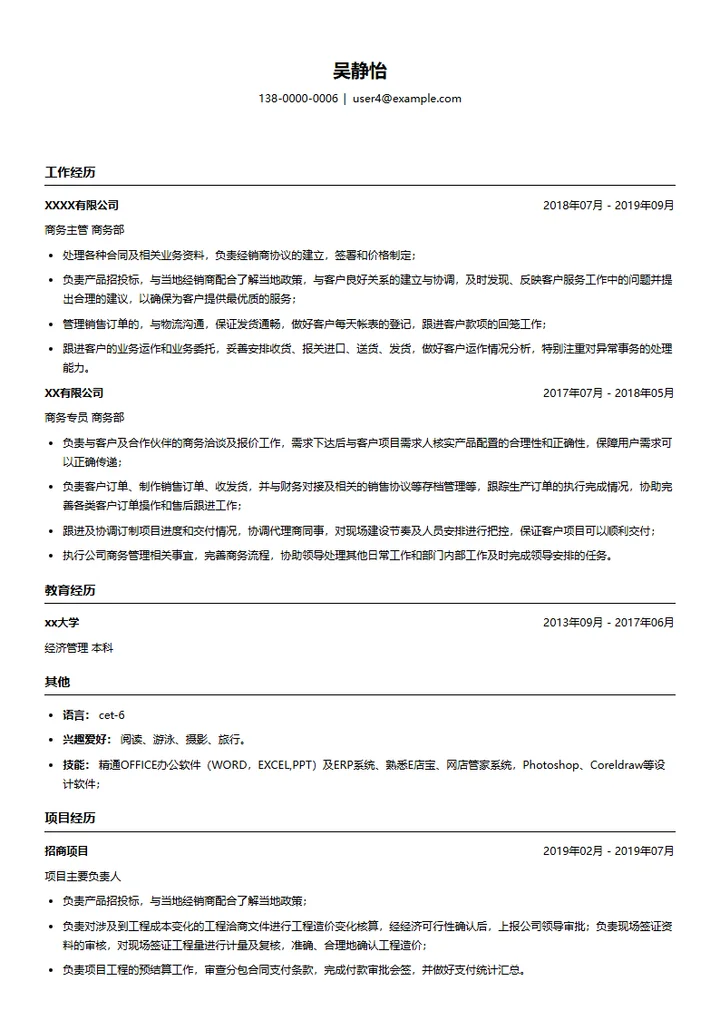 吴静怡
138-0000-0006 | user4@example.com
工作经历
XXXX有限公司 2018年07月 - 2019年09月
商务主管 商务部
• 处理各种合同及相关业务资料，负责经销商协议的建立，签署和价格制定；
• 负责产品招投标，与当地经销商配合了解当地政策，与客户良好关系的建立与协调，及时发现、反映客户服务工作中的问题并提
出合理的建议，以确保为客户提供最优质的服务；
• 管理销售订单的，与物流沟通，保证发货通畅，做好客户每天帐表的登记，跟进客户款项的回笼工作；
• 跟进客户的业务运作和业务委托，妥善安排收货、报关进口、送货、发货，做好客户运作情况分析，特别注重对异常事务的处理
能力。
XX有限公司 2017年07月 - 2018年05月
商务专员 商务部
• 负责与客户及合作伙伴的商务洽谈及报价工作，需求下达后与客户项目需求人核实产品配置的合理性和正确性，保障用户需求可
以正确传递；
• 负责客户订单、制作销售订单、收发货，并与财务对接及相关的销售协议等存档管理等，跟踪生产订单的执行完成情况，协助完
善各类客户订单操作和售后跟进工作；
• 跟进及协调订制项目进度和交付情况，协调代理商同事，对现场建设节奏及人员安排进行把控，保证客户项目可以顺利交付；
• 执行公司商务管理相关事宜，完善商务流程，协助领导处理其他日常工作和部门内部工作及时完成领导安排的任务。
教育经历
xx大学 2013年09月 - 2017年06月
经济管理 本科
其他
• 语言： cet-6
• 兴趣爱好： 阅读、游泳、摄影、旅行。
• 技能： 精通OFFICE办公软件（WORD，EXCEL,PPT）及ERP系统、熟悉E店宝、网店管家系统，Photoshop、Coreldraw等设
计软件；
项目经历
招商项目 2019年02月 - 2019年07月
项目主要负责人
• 负责产品招投标，与当地经销商配合了解当地政策；
• 负责对涉及到工程成本变化的工程洽商文件进行工程造价变化核算，经经济可行性确认后，上报公司领导审批；负责现场签证资
料的审核，对现场签证工程量进行计量及复核，准确、合理地确认工程造价；
• 负责项目工程的预结算工作，审查分包合同支付条款，完成付款审批会签，并做好支付统计汇总。